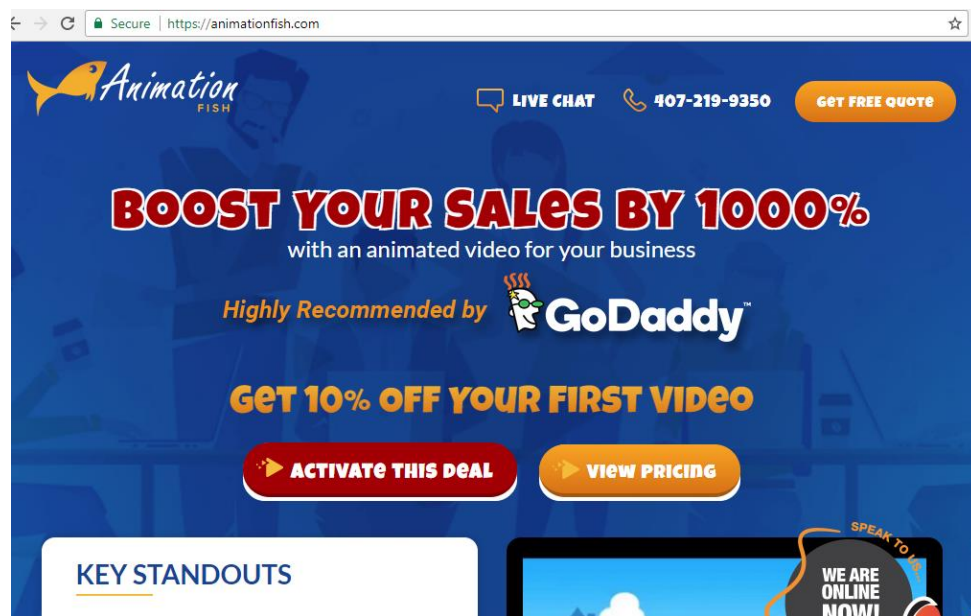 Secure | https://animationfish.com
Animation
FISH
LIVE CHAT
407-219-9350
GET FREE QUOTE
BOOST YOUR SALES BY 1000%
with an animated video for your business
Highly Recommended by GoDaddy™
GET 10% OFF YOUR FIRST VIDEO
ACTIVATE THIS DEAL
VIEW PRICING
KEY STANDOUTS
SPEAK TO US...
WE ARE
ONLINE
NOW!